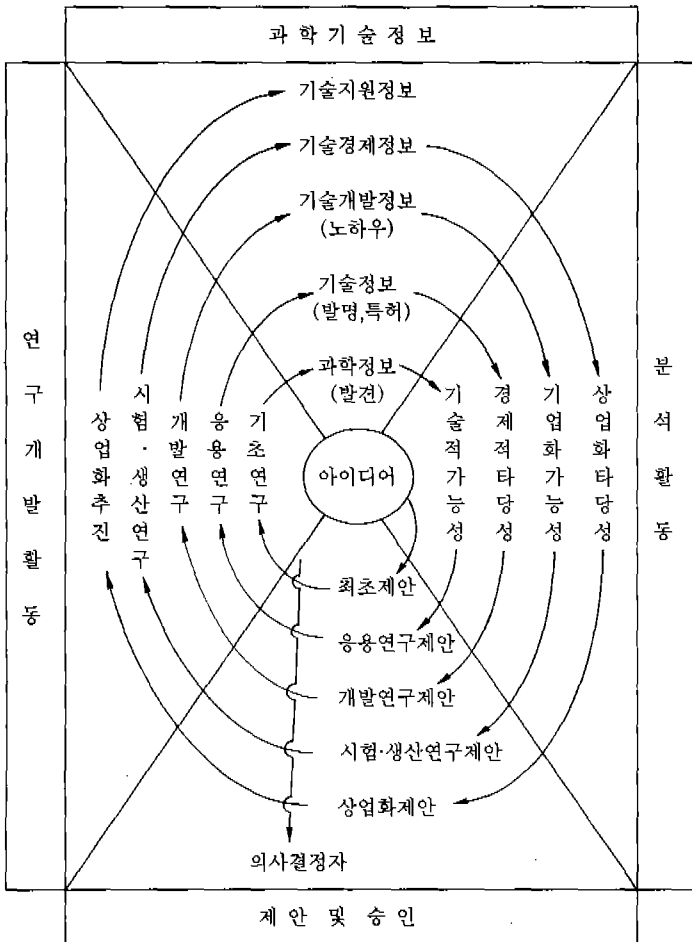 과학기술정보
기술지원정보
기술경제정보
기술개발정보
(노하우)
기술정보
(발명,특허)
과학정보
(발견)
연구개발활동
상업화추진
시험·생산연구
개발연구
응용연구
기초연구
아이디어
기술적가능성
경제적타당성
기업화가능성
상업화타당성
분석활동
최초제안
응용연구제안
개발연구제안
시험·생산연구제안
상업화제안
의사결정자
제안 및 승인